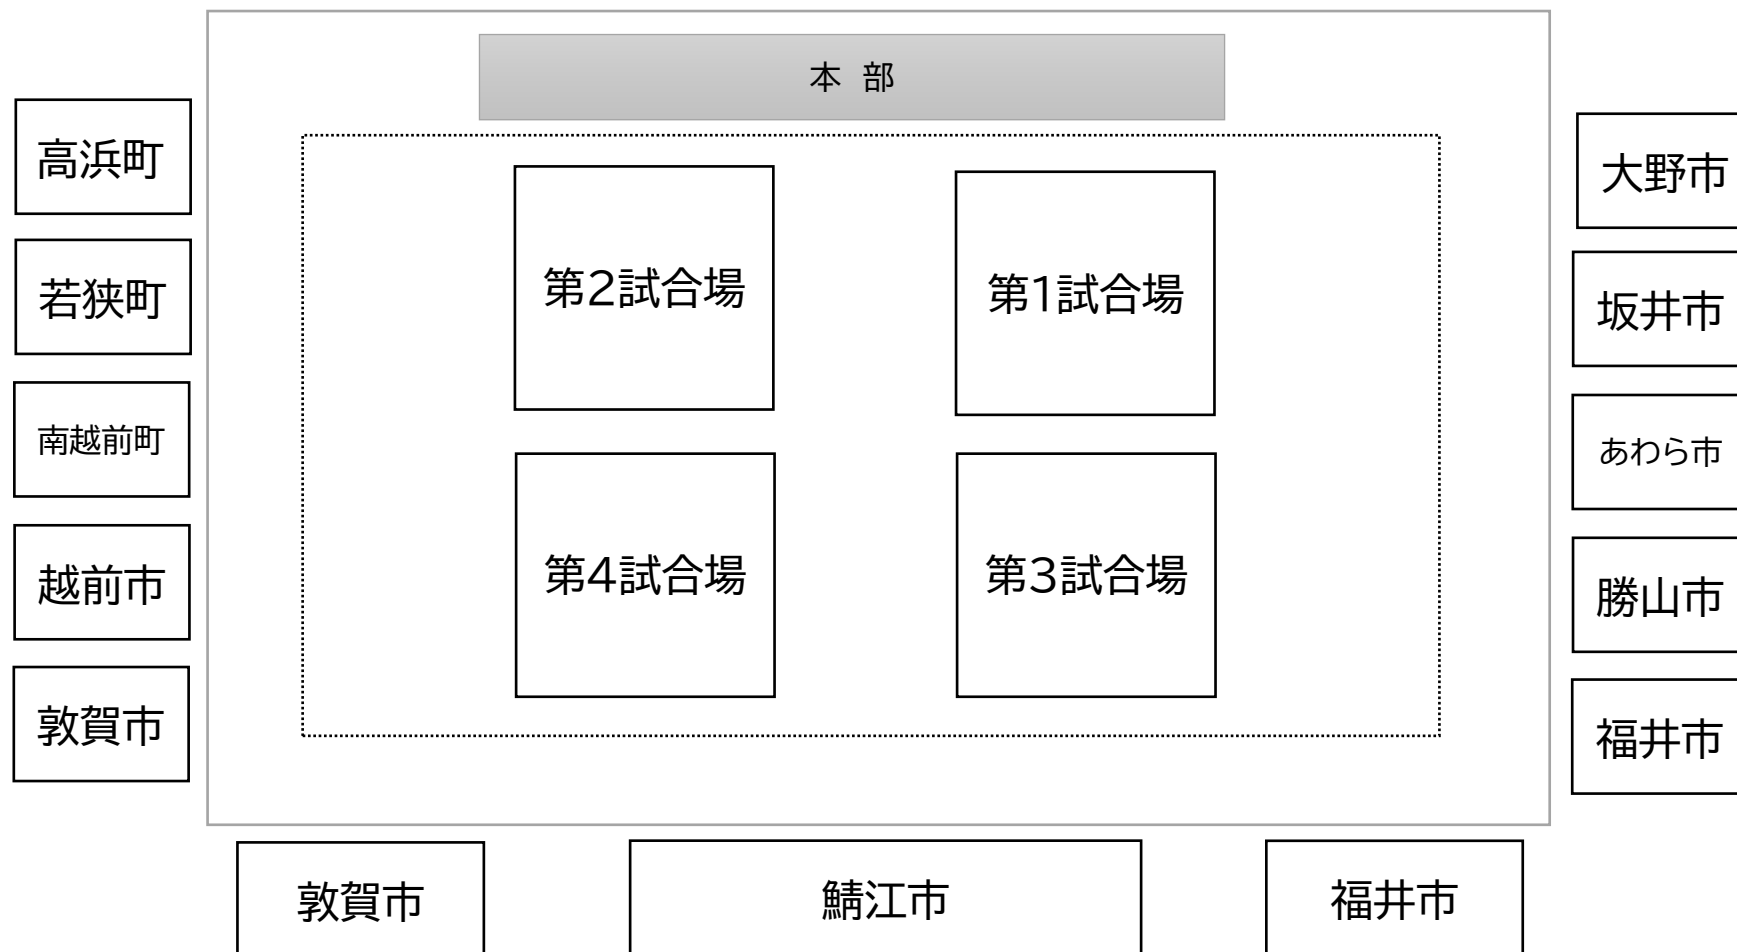 本 部
高浜町
若狭町
南越前町
越前市
敦賀市
第2試合場
第1試合場
第4試合場
第3試合場
大野市
坂井市
あわら市
勝山市
福井市
敦賀市
鯖江市
福井市